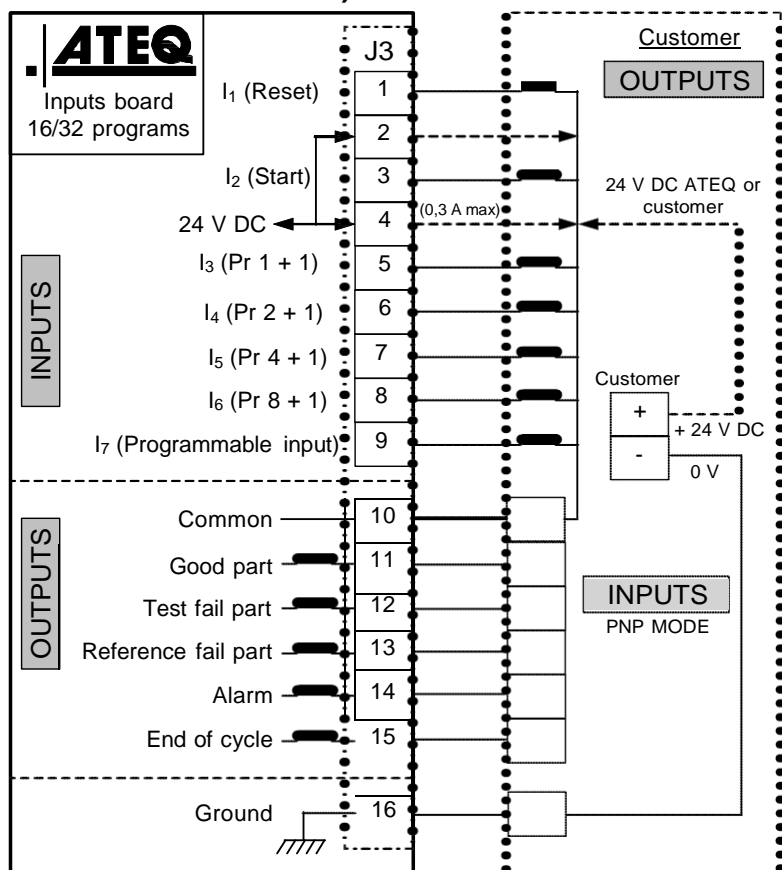 ATEQ
Inputs board
16/32 programs
J3
Customer
OUTPUTS
I1 (Reset)
1
2
I2 (Start)
3
24 V DC ATEQ or
customer
24 V DC
4
(0,3 A max)
I3 (Pr 1 + 1)
5
INPUTS
I4 (Pr 2 + 1)
6
I5 (Pr 4 + 1)
7
I6 (Pr 8 + 1)
8
Customer
+
+ 24 V DC
-
0 V
I7 (Programmable input)
9
OUTPUTS
Common
10
Good part
11
Test fail part
12
INPUTS
PNP MODE
Reference fail part
13
Alarm
14
End of cycle
15
Ground
16